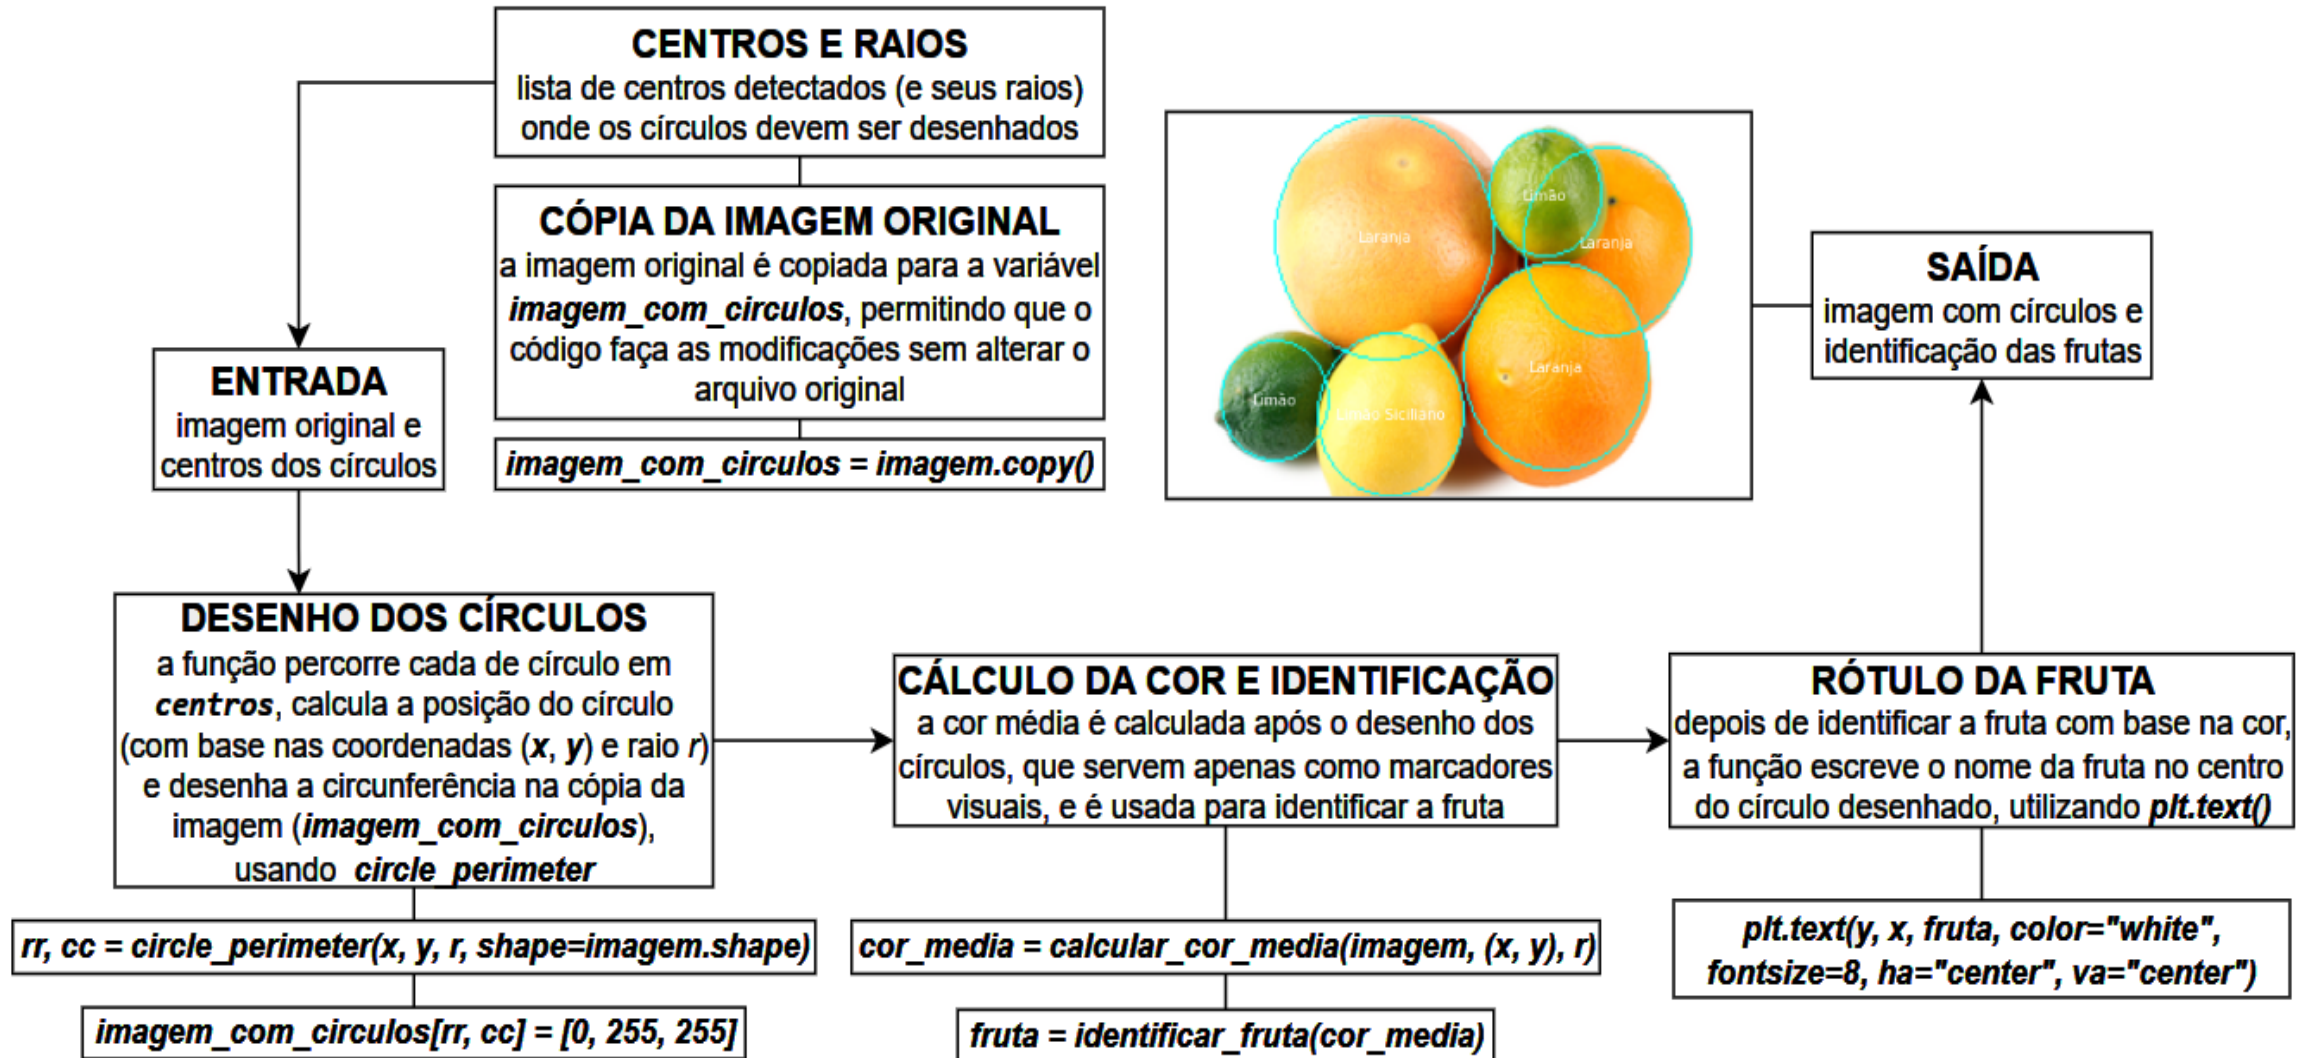 CENTROS E RAIOS
lista de centros detectados (e seus raios)
onde os círculos devem ser desenhados
CÓPIA DA IMAGEM ORIGINAL
a imagem original é copiada para a variável
imagem_com_circulos, permitindo que o
código faça as modificações sem alterar o
arquivo original
imagem_com_circulos = imagem.copy()
ENTRADA
imagem original e
centros dos círculos
DESENHO DOS CÍRCULOS
a função percorre cada de círculo em
centros, calcula a posição do círculo
(com base nas coordenadas (x, y) e raio r)
e desenha a circunferência na cópia da
imagem (imagem_com_circulos),
usando circle_perimeter
rr, cc = circle_perimeter(x, y, r, shape=imagem.shape)
imagem_com_circulos[rr, cc] = [0, 255, 255]
CÁLCULO DA COR E IDENTIFICAÇÃO
a cor média é calculada após o desenho dos
círculos, que servem apenas como marcadores
visuais, e é usada para identificar a fruta
cor_media = calcular_cor_media(imagem, (x, y), r)
fruta = identificar_fruta(cor_media)
RÓTULO DA FRUTA
depois de identificar a fruta com base na cor,
a função escreve o nome da fruta no centro
do círculo desenhado, utilizando plt.text()
plt.text(y, x, fruta, color="white",
fontsize=8, ha="center", va="center")
SAÍDA
imagem com círculos e
identificação das frutas
Limão
Laranja
Laranja
Laranja
Limão
Limão Siciliano